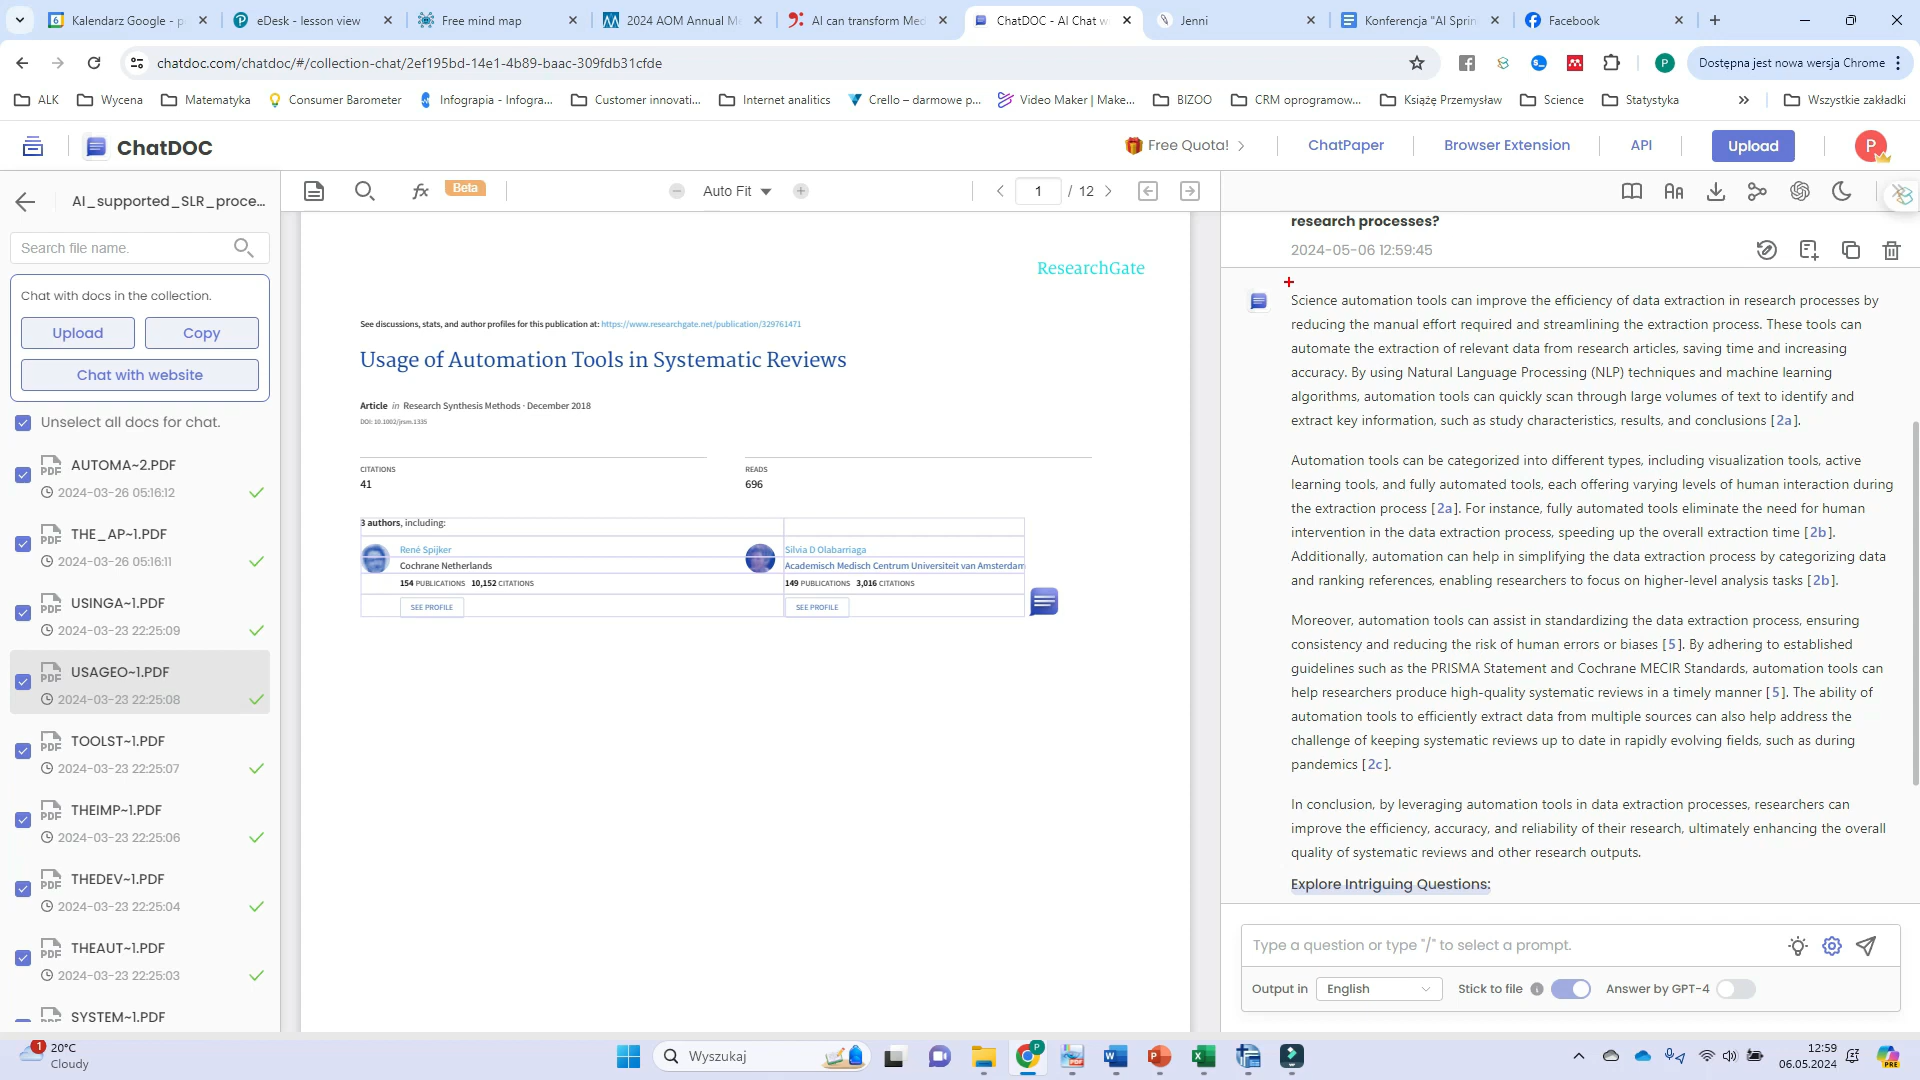 Kalendarz Google - p
eDesk - lesson view
Free mind map
2024 AOM Annual M
AI can transform Med
ChatDOC - AI Chat w
Jenni
Konferencja "AI Sprin
Facebook
chatdoc.com/chatdoc/#/collection-chat/2ef195bd-14e1-4b89-baac-309fdb31cfde
P
Dostępna jest nowa wersja Chrome
ALK
Wycena
Matematyka
Consumer Barometer
Infograpia - Infogra...
Customer innovati...
Internet analitics
Crello – darmowe p...
Video Maker | Make...
BIZOO
CRM oprogramow...
Książę Przemysław
Science
Statystyka
Wszystkie zakładki
ChatDOC
Free Quota!
ChatPaper
Browser Extension
API
Upload
P
AI_supported_SLR_proce...
fx
Beta
Auto Fit
1 / 12
Search file name.
Chat with docs in the collection.
Upload
Copy
Chat with website
Unselect all docs for chat.
AUTOMA~2.PDF
2024-03-26 05:16:12
THE_AP~1.PDF
2024-03-26 05:16:11
USINGA~1.PDF
2024-03-23 22:25:09
USAGEO~1.PDF
2024-03-23 22:25:08
TOOLST~1.PDF
2024-03-23 22:25:07
THEIMP~1.PDF
2024-03-23 22:25:06
THEDEV~1.PDF
2024-03-23 22:25:04
THEAUT~1.PDF
2024-03-23 22:25:03
SYSTEM~1.PDF
ResearchGate
See discussions, stats, and author profiles for this publication at: https://www.researchgate.net/publication/329761471
Usage of Automation Tools in Systematic Reviews
Article in Research Synthesis Methods · December 2018
DOI: 10.1002/jrsm.1335
CITATIONS
41
READS
696
3 authors, including:
René Spijker
Cochrane Netherlands
154 PUBLICATIONS 10,152 CITATIONS
SEE PROFILE
Silvia D Olabarriaga
Academisch Medisch Centrum Universiteit van Amsterdam
149 PUBLICATIONS 3,016 CITATIONS
SEE PROFILE
research processes?
2024-05-06 12:59:45
Science automation tools can improve the efficiency of data extraction in research processes by
reducing the manual effort required and streamlining the extraction process. These tools can
automate the extraction of relevant data from research articles, saving time and increasing
accuracy. By using Natural Language Processing (NLP) techniques and machine learning
algorithms, automation tools can quickly scan through large volumes of text to identify and
extract key information, such as study characteristics, results, and conclusions [2a].
Automation tools can be categorized into different types, including visualization tools, active
learning tools, and fully automated tools, each offering varying levels of human interaction during
the extraction process [2a]. For instance, fully automated tools eliminate the need for human
intervention in the data extraction process, speeding up the overall extraction time [2b].
Additionally, automation can help in simplifying the data extraction process by categorizing data
and ranking references, enabling researchers to focus on higher-level analysis tasks [2b].
Moreover, automation tools can assist in standardizing the data extraction process, ensuring
consistency and reducing the risk of human errors or biases [5]. By adhering to established
guidelines such as the PRISMA Statement and Cochrane MECIR Standards, automation tools can
help researchers produce high-quality systematic reviews in a timely manner [5]. The ability of
automation tools to efficiently extract data from multiple sources can also help address the
challenge of keeping systematic reviews up to date in rapidly evolving fields, such as during
pandemics [2c].
In conclusion, by leveraging automation tools in data extraction processes, researchers can
improve the efficiency, accuracy, and reliability of their research, ultimately enhancing the overall
quality of systematic reviews and other research outputs.
Explore Intriguing Questions:
Type a question or type "/" to select a prompt.
Output in
English
Stick to file
Answer by GPT-4
1
20°C
Cloudy
Wyszukaj
12:59
06.05.2024